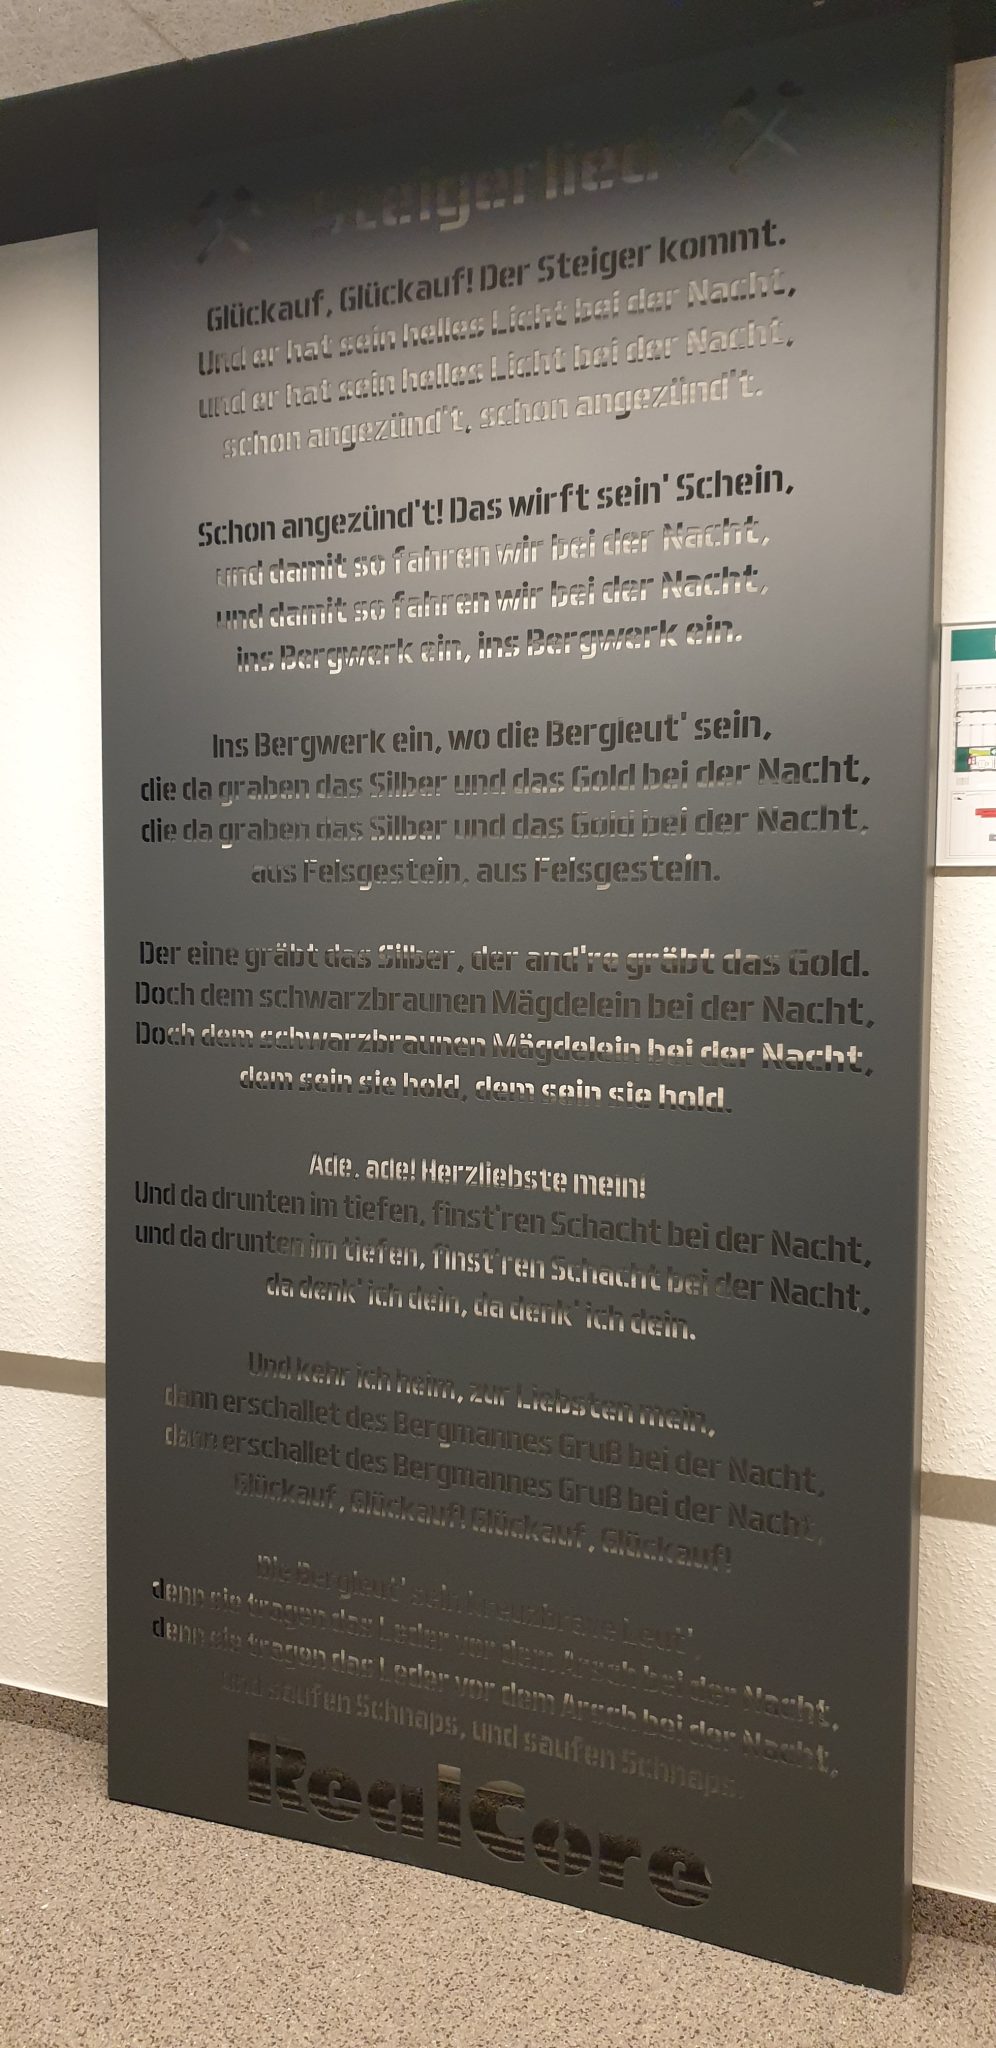 Steigerlied
Glückauf, Glückauf! Der Steiger kommt.
Und er hat sein helles Licht bei der Nacht,
und er hat sein helles Licht bei der Nacht,
schon angezünd't, schon angezünd't.
Schon angezünd't! Das wirft sein' Schein,
und damit so fahren wir bei der Nacht,
und damit so fahren wir bei der Nacht,
ins Bergwerk ein, ins Bergwerk ein.
Ins Bergwerk ein, wo die Bergleut' sein,
die da graben das Silber und das Gold bei der Nacht,
die da graben das Silber und das Gold bei der Nacht,
aus Felsgestein, aus Felsgestein.
Der eine gräbt das Silber, der and're gräbt das Gold.
Doch dem schwarzbraunen Mägdelein bei der Nacht,
Doch dem schwarzbraunen Mägdelein bei der Nacht,
dem sein sie hold, dem sein sie hold.
Ade, ade! Herzliebste mein!
Und da drunten im tiefen, finst'ren Schacht bei der Nacht,
und da drunten im tiefen, finst'ren Schacht bei der Nacht,
da denk' ich dein, da denk' ich dein.
Und kehr ich heim, zur Liebsten mein,
dann erschallet des Bergmannes Gruß bei der Nacht,
dann erschallet des Bergmannes Gruß bei der Nacht,
Glückauf, Glückauf! Glückauf, Glückauf!
Die Bergleut' sein kreuzbrave Leut',
denn sie tragen das Leder vor dem Arsch bei der Nacht,
denn sie tragen das Leder vor dem Arsch bei der Nacht,
und saufen Schnaps, und saufen Schnaps.
RealCore